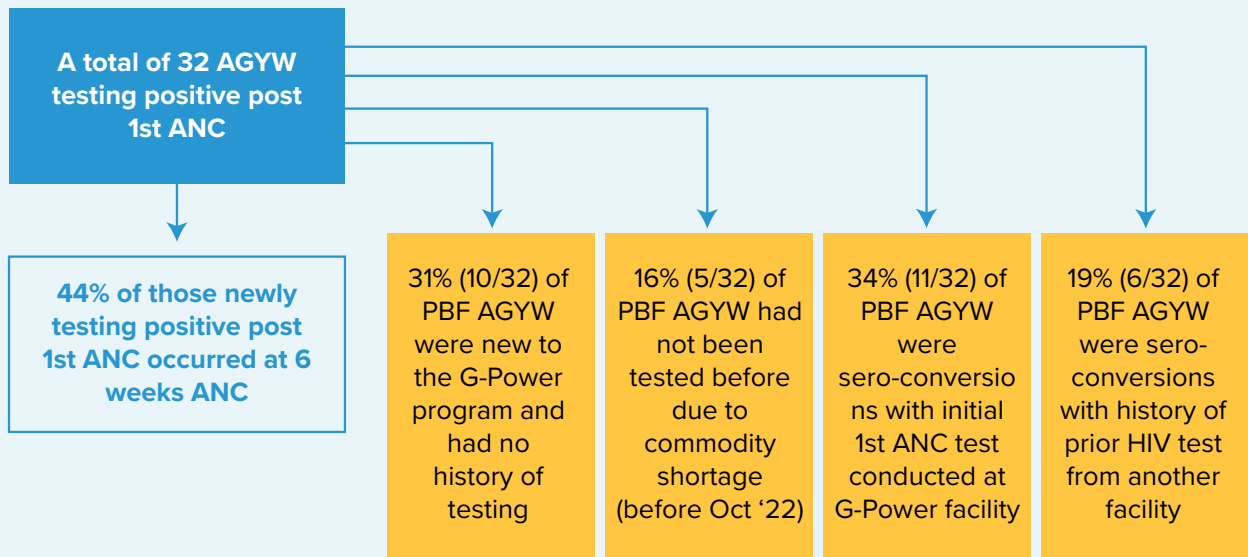 A total of 32 AGYW
testing positive post
1st ANC
44% of those newly
testing positive post
1st ANC occurred at 6
weeks ANC
31% (10/32) of
PBF AGYW
were new to
the G-Power
program and
had no
history of
testing
16% (5/32) of
PBF AGYW had
not been
tested before
due to
commodity
shortage
(before Oct ‘22)
34% (11/32) of
PBF AGYW
were
sero-conversio
ns with initial
1st ANC test
conducted at
G-Power facility
19% (6/32) of
PBF AGYW
were sero-
conversions
with history of
prior HIV test
from another
facility